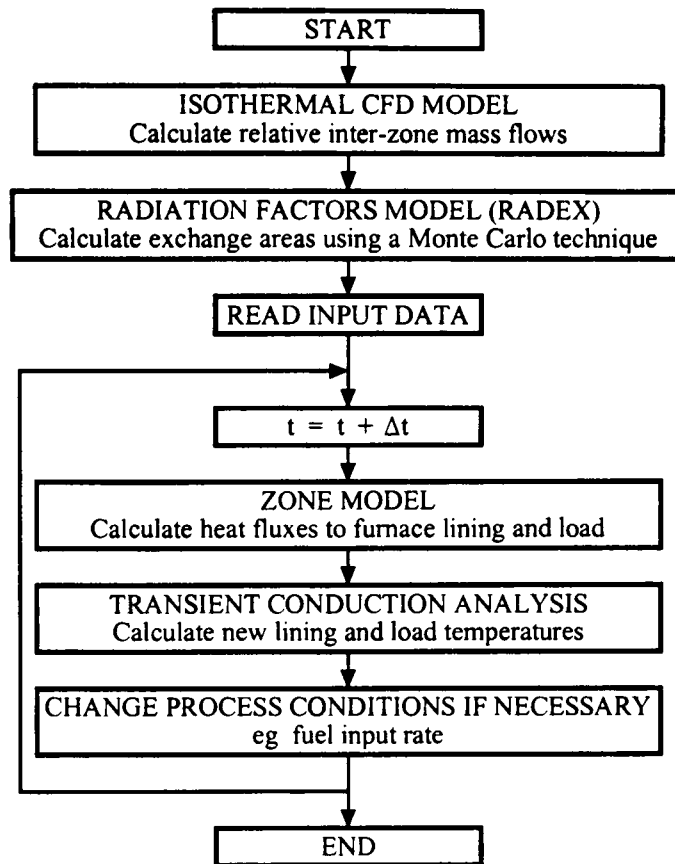 START
ISOTHERMAL CFD MODEL
Calculate relative inter-zone mass flows
RADIATION FACTORS MODEL (RADEX)
Calculate exchange areas using a Monte Carlo technique
READ INPUT DATA
t = t + Δt
ZONE MODEL
Calculate heat fluxes to furnace lining and load
TRANSIENT CONDUCTION ANALYSIS
Calculate new lining and load temperatures
CHANGE PROCESS CONDITIONS IF NECESSARY
eg fuel input rate
END